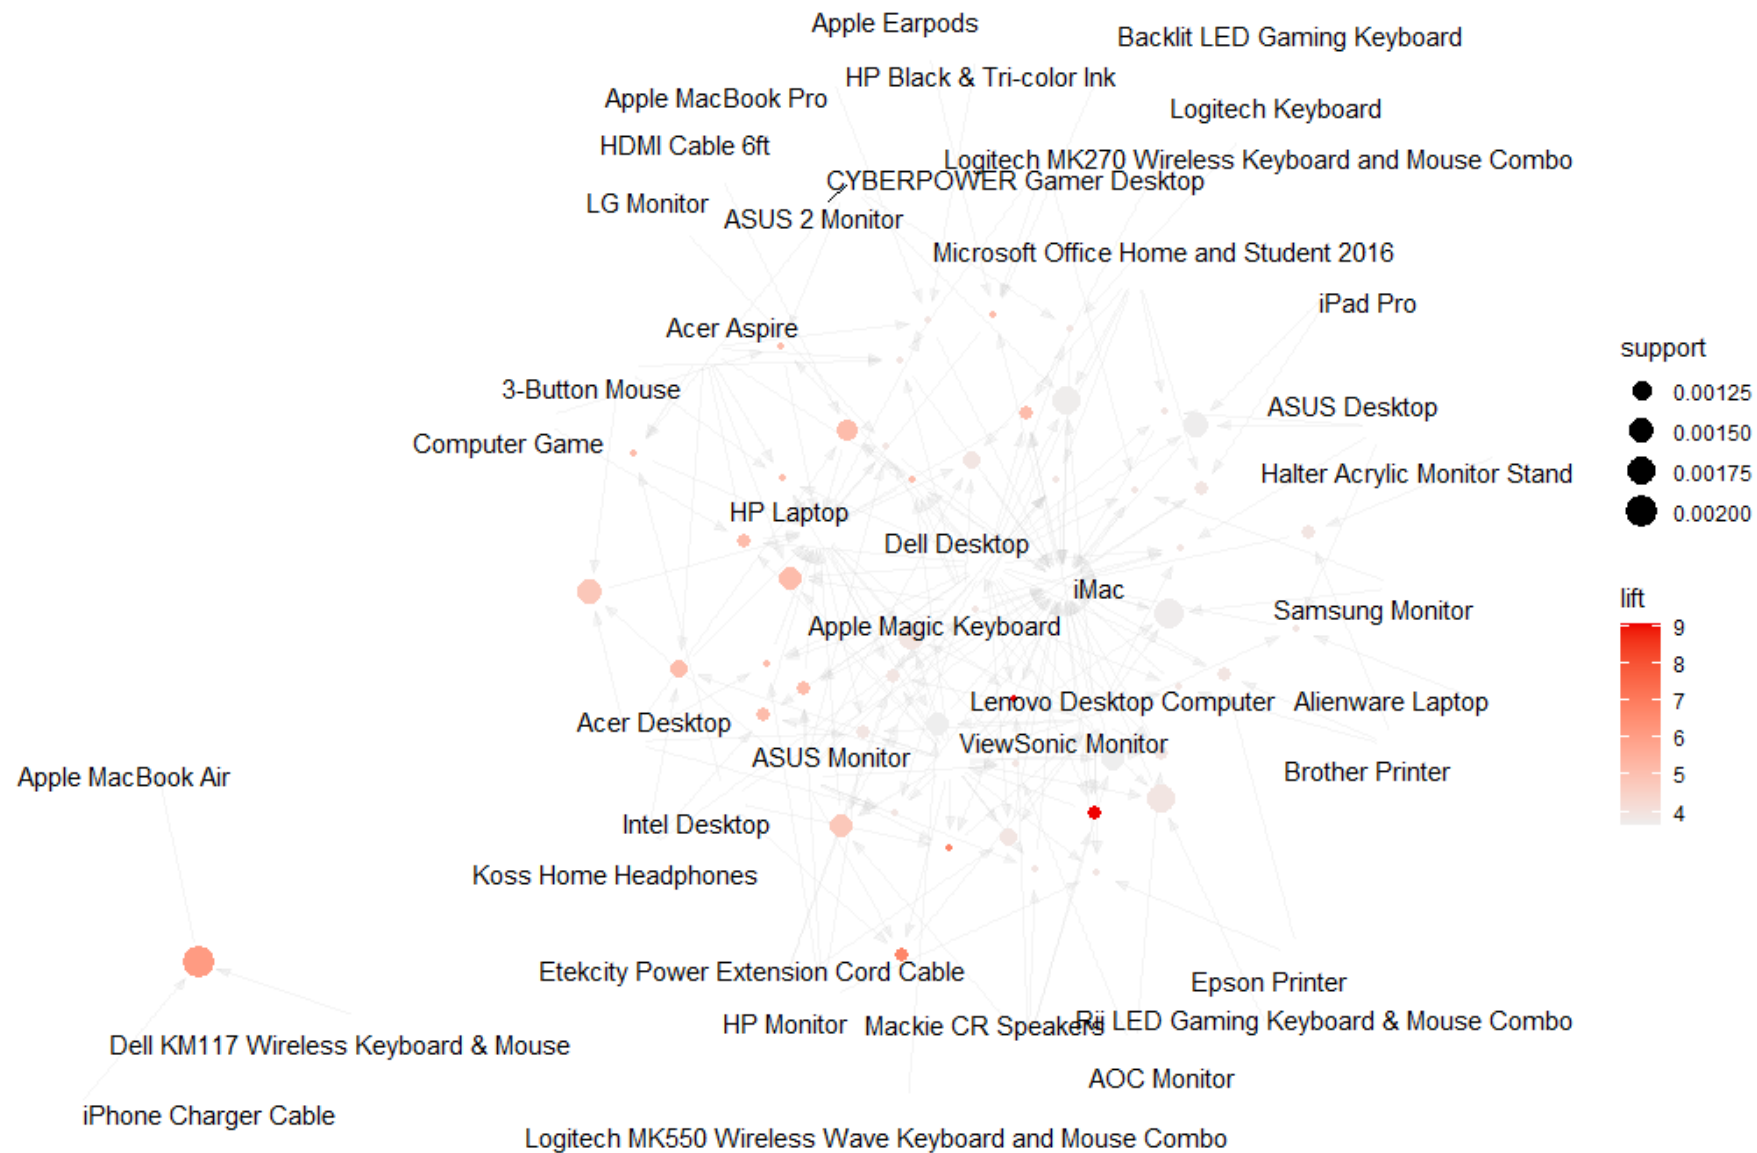 Apple Earpods
Backlit LED Gaming Keyboard
HP Black & Tri-color Ink
Apple MacBook Pro
Logitech Keyboard
HDMI Cable 6ft
Logitech MK270 Wireless Keyboard and Mouse Combo
CYBERPOWER Gamer Desktop
LG Monitor
ASUS 2 Monitor
Microsoft Office Home and Student 2016
iPad Pro
Acer Aspire
support
3-Button Mouse
0.00125
ASUS Desktop
0.00150
Computer Game
Halter Acrylic Monitor Stand
0.00175
HP Laptop
0.00200
Dell Desktop
iMac
lift
Samsung Monitor
Apple Magic Keyboard
9
8
Lenovo Desktop Computer
Alienware Laptop
7
Acer Desktop
6
ViewSonic Monitor
ASUS Monitor
Brother Printer
5
Apple MacBook Air
4
Intel Desktop
Koss Home Headphones
Etekcity Power Extension Cord Cable
Epson Printer
HP Monitor
Mackie CR Speakers
Rii LED Gaming Keyboard & Mouse Combo
Dell KM117 Wireless Keyboard & Mouse
AOC Monitor
iPhone Charger Cable
Logitech MK550 Wireless Wave Keyboard and Mouse Combo